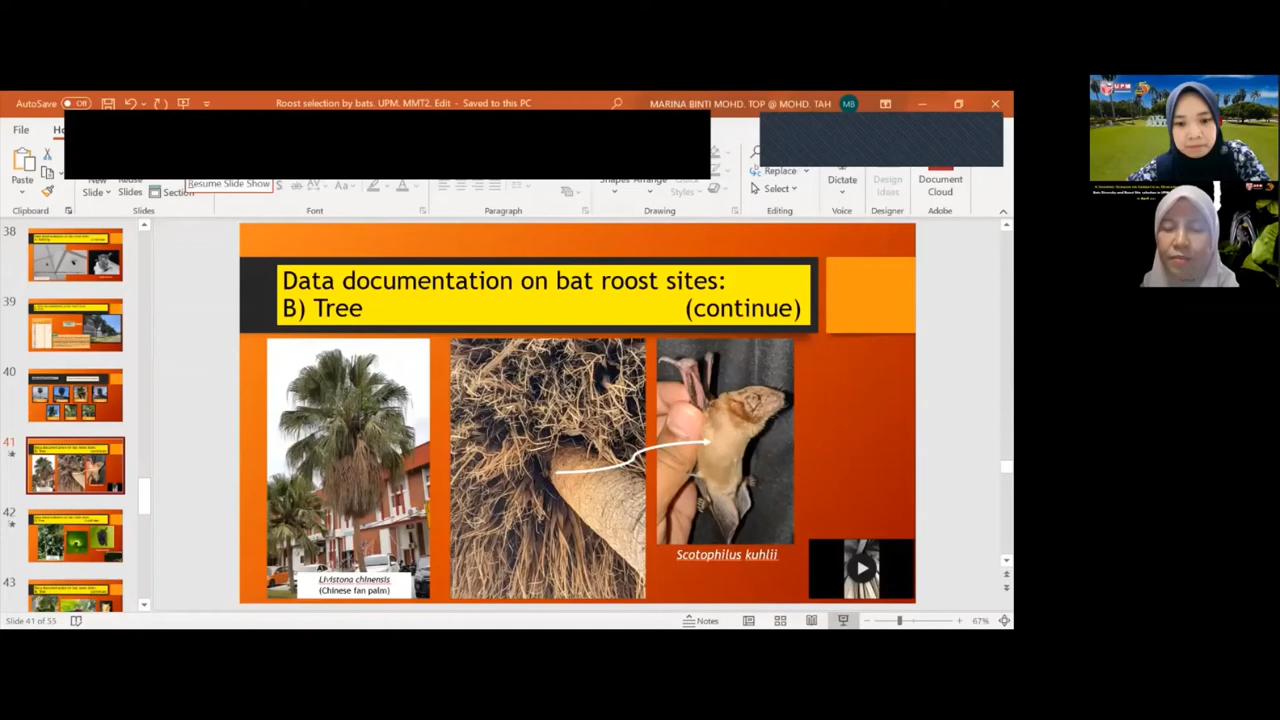 AutoSave
Off
Roost selection by bats. UPM. MMT2. Edit - Saved to this PC
MARINA BINTI MOHD. TOP @ MOHD. TAH
MB
File
Paste
New
Slide
Reuse
Slides
Section
Resume Slide Show
Shapes
Arrange
Styles
Replace
Select
Dictate
Design
Ideas
Document
Cloud
Clipboard
Slides
Font
Paragraph
Drawing
Editing
Voice
Designer
Adobe
38
39
40
41
42
43
Data documentation on bat roost sites:
B) Tree (continue)
Livistona chinensis
(Chinese fan palm)
Scotophilus kuhlii
Slide 41 of 55
Notes
67%
UPM